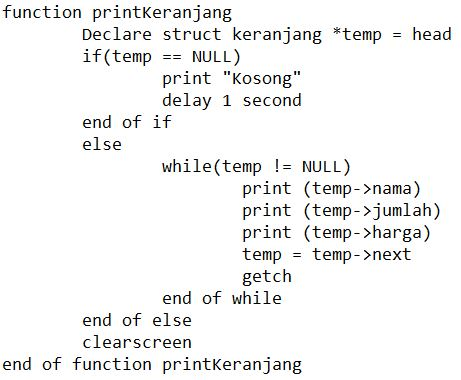 function printKeranjang
        Declare struct keranjang *temp = head
        if(temp == NULL)
                print "Kosong"
                delay 1 second
        end of if
        else
                while(temp != NULL)
                        print (temp->nama)
                        print (temp->jumlah)
                        print (temp->harga)
                        temp = temp->next
                        getch
                end of while
        end of else
        clearscreen
end of function printKeranjang